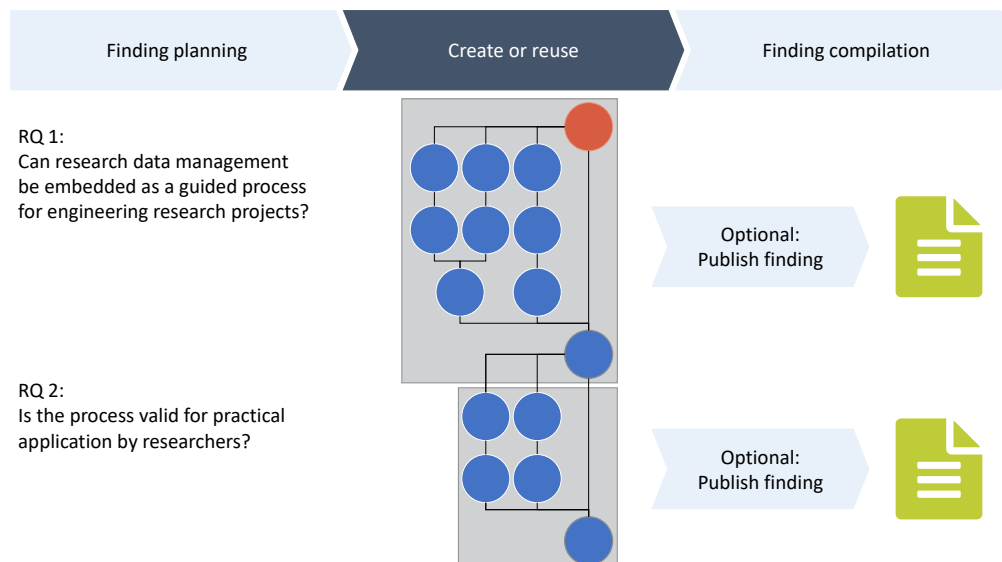 Finding planning
Create or reuse
Finding compilation
RQ 1:
Can research data management
be embedded as a guided process
for engineering research projects?
Optional:
Publish finding
RQ 2:
Is the process valid for practical
application by researchers?
Optional:
Publish finding